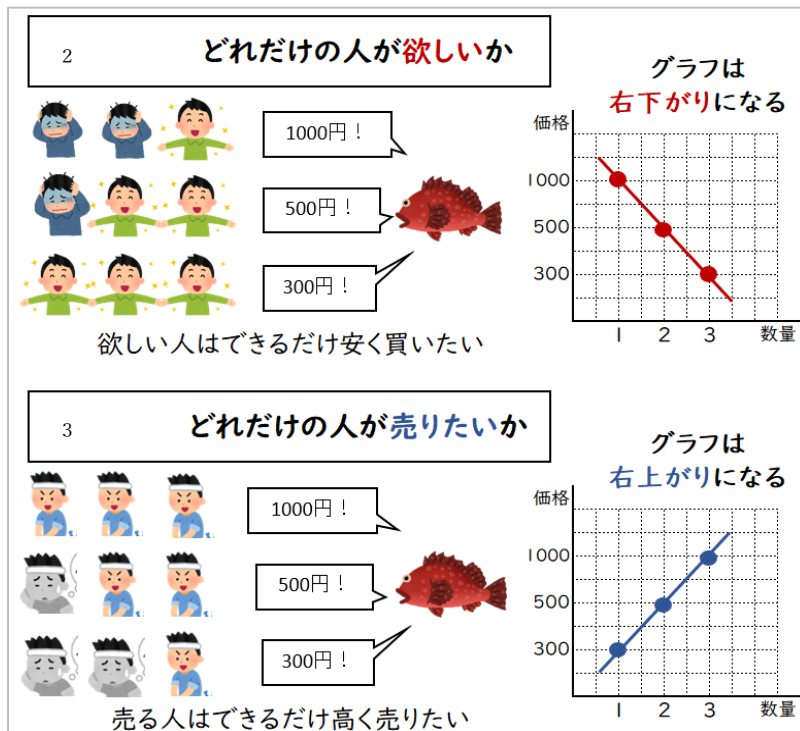 2 どれだけの人が欲しいか
1000円！
500円！
300円！
欲しい人はできるだけ安く買いたい
グラフは
右下がりになる
価格
1000
500
300
1 2 3 数量
3 どれだけの人が売りたいか
1000円！
500円！
300円！
売る人はできるだけ高く売りたい
グラフは
右上がりになる
価格
1000
500
300
1 2 3 数量